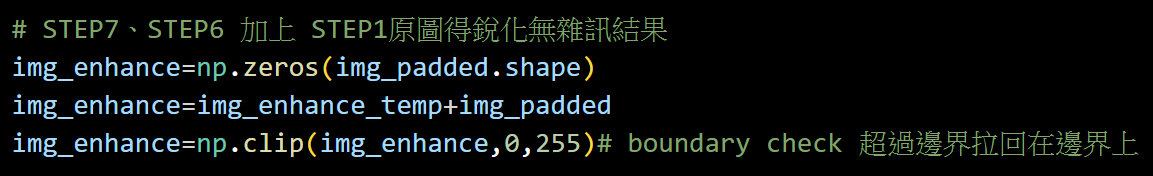 # STEP7、STEP6 加上 STEP1原圖得銳化無雜訊結果
img_enhance=np.zeros(img_padded.shape)
img_enhance=img_enhance_temp+img_padded
img_enhance=np.clip(img_enhance,0,255)# boundary check 超過邊界拉回在邊界上